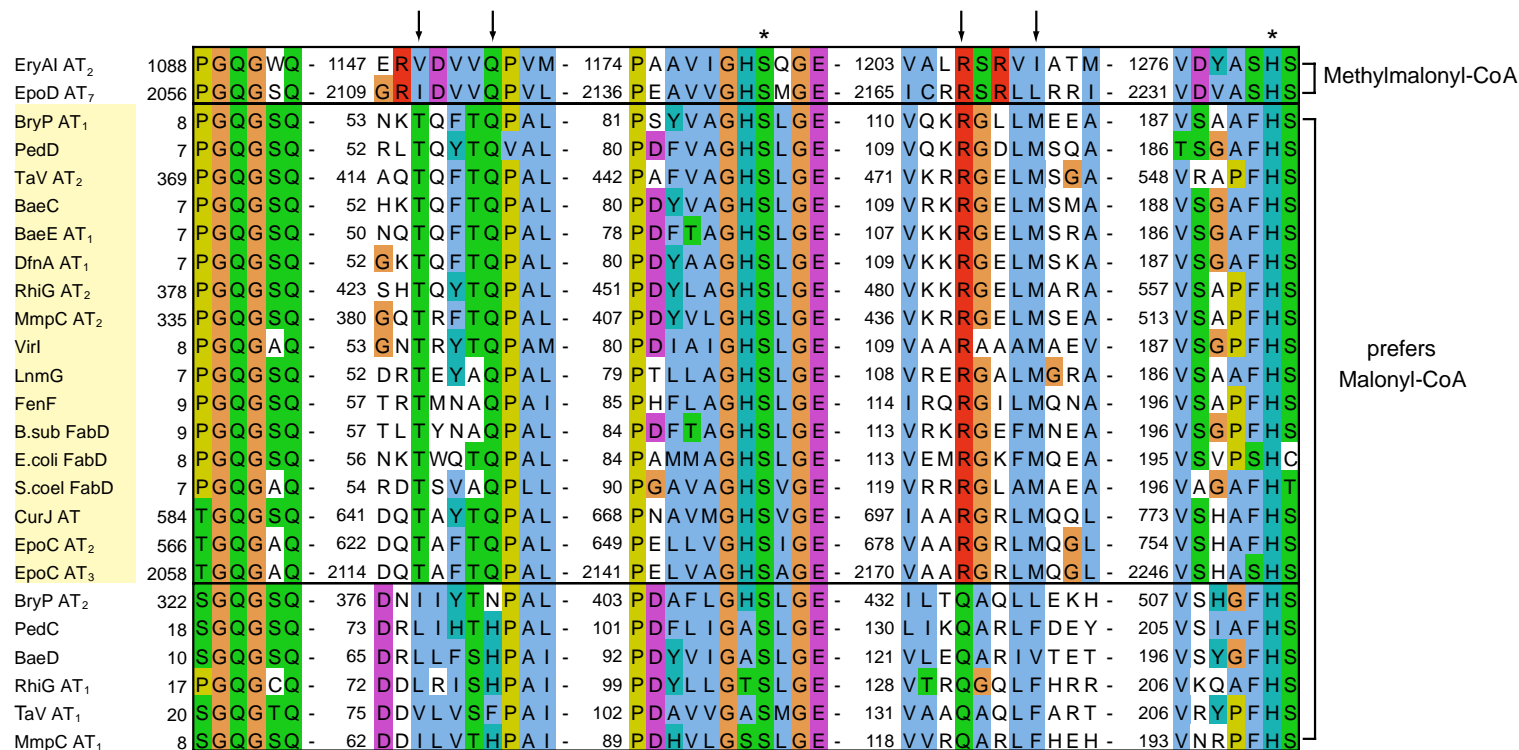 * *
EryAI AT2 1088 PGQGWQ - 1147 ERVDVVQPVM - 1174 PAAVIGHSQGE - 1203 VALRSRVIATM - 1276 VDYASHS
Methylmalonyl-CoA
EpoD AT7 2056 PGQGSQ - 2109 GRIDVVQPVL - 2136 PEAVVGHSMGE - 2165 ICRRSRLLRRI - 2231 VDVASHS
BryP AT1 8 PGQGSQ - 53 NKTQFTQPAL - 81 PSYVAGHSLGE - 110 VQKRGLLMEEA - 187 VSAAFHS
PedD 7 PGQGSQ - 52 RLTQYTQVAL - 80 PDFVAGHSLGE - 109 VQKRGDLMSQA - 186 TSGAFHS
TaV AT2 369 PGQGSQ - 414 AQTQFTQPAL - 442 PAFVAGHSLGE - 471 VKRRGELMSGA - 548 VRAPFHS
BaeC 7 PGQGSQ - 52 HKTQFTQPAL - 80 PDYVAGHSLGE - 109 VRKRGELMSMA - 188 VSGAFHS
BaeE AT1 7 PGQGSQ - 50 NQTQFTQPAL - 78 PDFTAGHSLGE - 107 VKKRGELMSRA - 186 VSGAFHS
DfnA AT1 7 PGQGSQ - 52 GKTQFTQPAL - 80 PDYAAGHSLGE - 109 VKKRGELMSKA - 187 VSGAFHS
RhiG AT2 378 PGQGSQ - 423 SHTQYTQPAL - 451 PDYLAGHSLGE - 480 VKKRGELMARA - 557 VSAPFHS
MmpC AT2 335 PGQGSQ - 380 GQTRFTQPAL - 407 PDYVLGHSLGE - 436 VKRRGELMSEA - 513 VSAPFHS
VirI 8 PGQGAQ - 53 GNTRYTQPAM - 80 PDIAIGHSLGE - 109 VAARAAAMAEV - 187 VSGPFHS
prefers
Malonyl-CoA
LnmG 7 PGQGSQ - 52 DRTEYAQPAL - 79 PTLLAGHSLGE - 108 VRERGALMGRA - 186 VSAAFHS
FenF 9 PGQGSQ - 57 TRTMNAQPAI - 85 PHFLAGHSLGE - 114 IRQRGILMQNA - 196 VSAPFHS
B.sub FabD 9 PGQGSQ - 57 TLTYNAQPAL - 84 PDFTAGHSLGE - 113 VRKRGEFMNEA - 196 VSGPFHS
E.coli FabD 8 PGQGSQ - 56 NKTWQTQPAL - 84 PAMMAGHSLGE - 113 VEMRGKFMQEA - 195 VSVPSHC
S.coel FabD 7 PGQGAQ - 54 RDTSVAQPLL - 90 PGAVAGHSVGE - 119 VRRRGLAMAEA - 196 VAGAFHT
CurJ AT 584 TGQGSQ - 641 DQTAYTQPAL - 668 PNAVMGHSVGE - 697 IAARGRLMQQL - 773 VSHAFHS
EpoC AT2 566 TGQGAQ - 622 DQTAFTQPAL - 649 PELLVGHSIGE - 678 VAARGRLMQGL - 754 VSHAFHS
EpoC AT3 2058 TGQGAQ - 2114 DQTAFTQPAL - 2141 PELVAGHSAGE - 2170 VAARGRLMQGL - 2246 VSHASHS
BryP AT2 322 SGQGSQ - 376 DNIIYTNPAL - 403 PDAFLGHSLGE - 432 ILTQAQLLEKH - 507 VSHGFHS
PedC 18 SGQGSQ - 73 DRLIHTHPAL - 101 PDFLIGASLGE - 130 LIKQARLFDEY - 205 VSIAFHS
BaeD 10 SGQGSQ - 65 DRLLFSHPAI - 92 PDYVIGASLGE - 121 VLEQARIVTET - 196 VSYGFHS
RhiG AT1 17 PGQGCQ - 72 DDLRISHPAI - 99 PDYLLGTSLGE - 128 VTRQGQLFHRR - 206 VKQAFHS
TaV AT1 20 SGQGTQ - 75 DDVLVSFPAI - 102 PDAVVGASMGE - 131 VAAQAQLFART - 206 VRYPFHS
MmpC AT1 8 SGQGSQ - 62 DDILVTHPAI - 89 PDHVLGSSLGE - 118 VVRQARLFHEH - 193 VNRPFHS